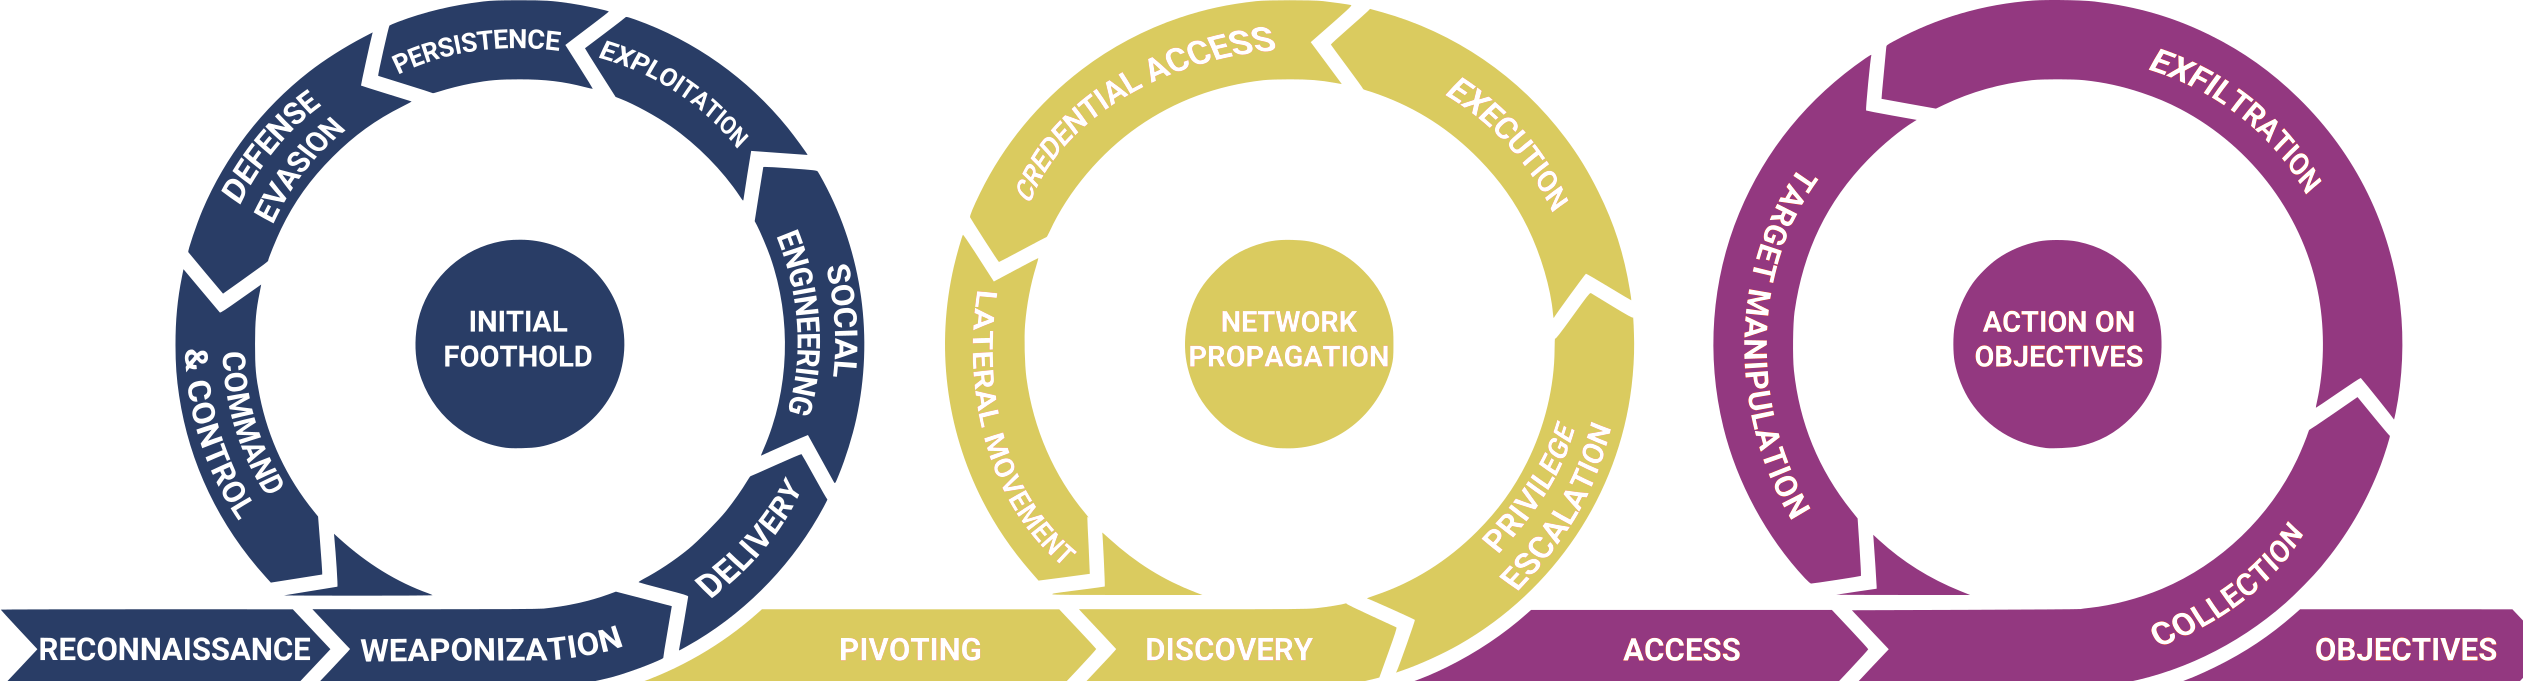 RECONNAISSANCE
WEAPONIZATION
DELIVERY
SOCIAL
ENGINEERING
EXPLOITATION
PERSISTENCE
DEFENSE
EVASION
COMMAND
& CONTROL
INITIAL
FOOTHOLD
PIVOTING
DISCOVERY
PRIVILEGE
ESCALATION
EXECUTION
CREDENTIAL ACCESS
LATERAL MOVEMENT
NETWORK
PROPAGATION
ACCESS
COLLECTION
EXFILTRATION
TARGET MANIPULATION
ACTION ON
OBJECTIVES
OBJECTIVES